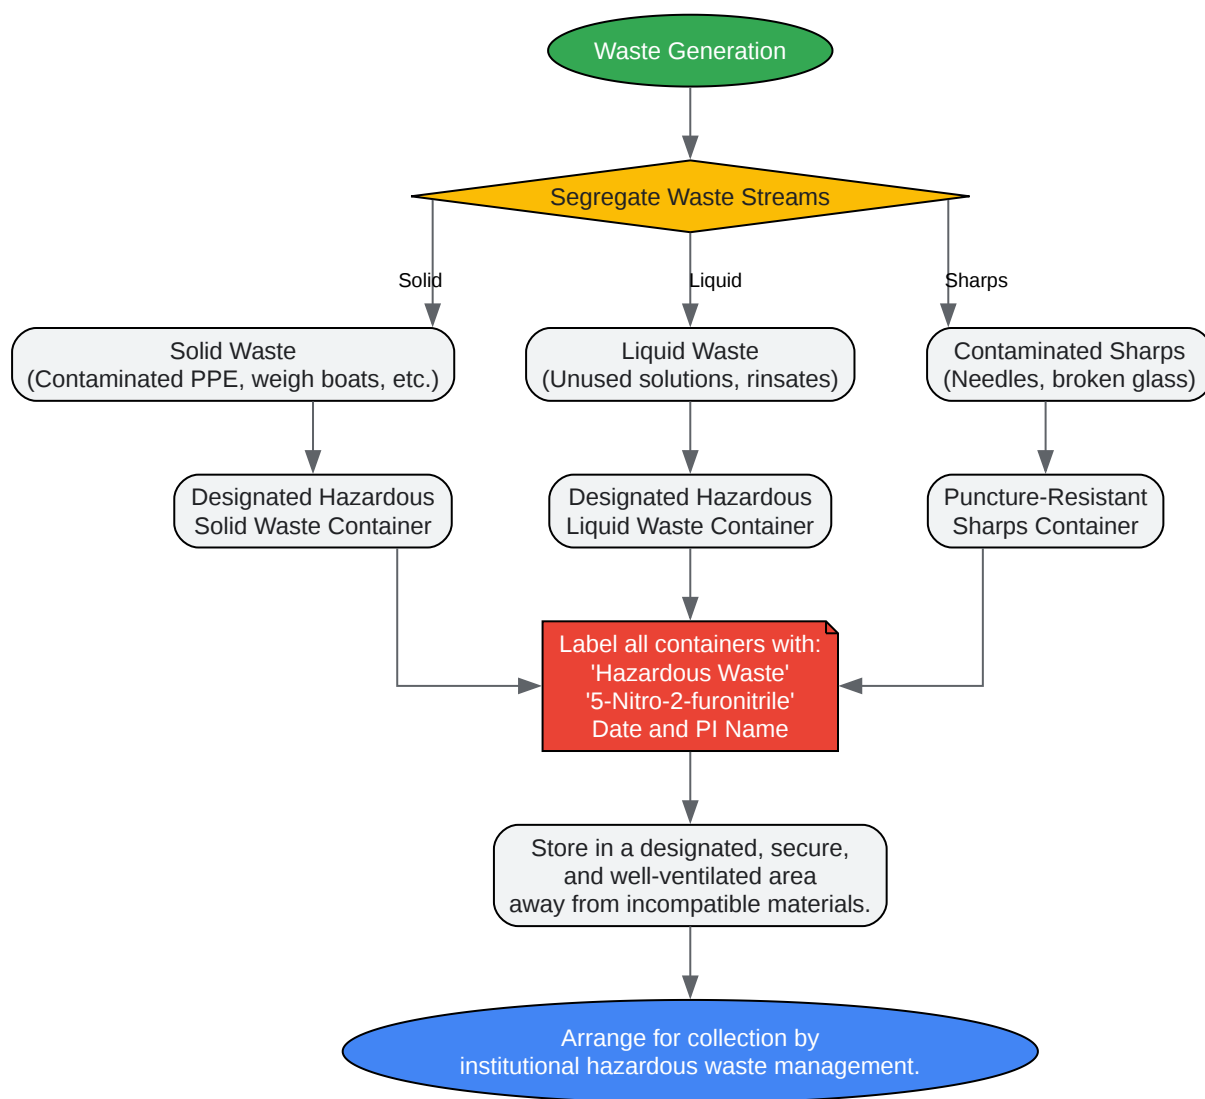 Waste Generation
Segregate Waste Streams
Solid
Liquid
Sharps
Solid Waste
(Contaminated PPE, weigh boats, etc.)
Liquid Waste
(Unused solutions, rinsates)
Contaminated Sharps
(Needles, broken glass)
Designated Hazardous
Solid Waste Container
Designated Hazardous
Liquid Waste Container
Puncture-Resistant
Sharps Container
Label all containers with:
'Hazardous Waste'
'5-Nitro-2-furonitrile'
Date and PI Name
Store in a designated, secure,
and well-ventilated area
away from incompatible materials.
Arrange for collection by
institutional hazardous waste management.